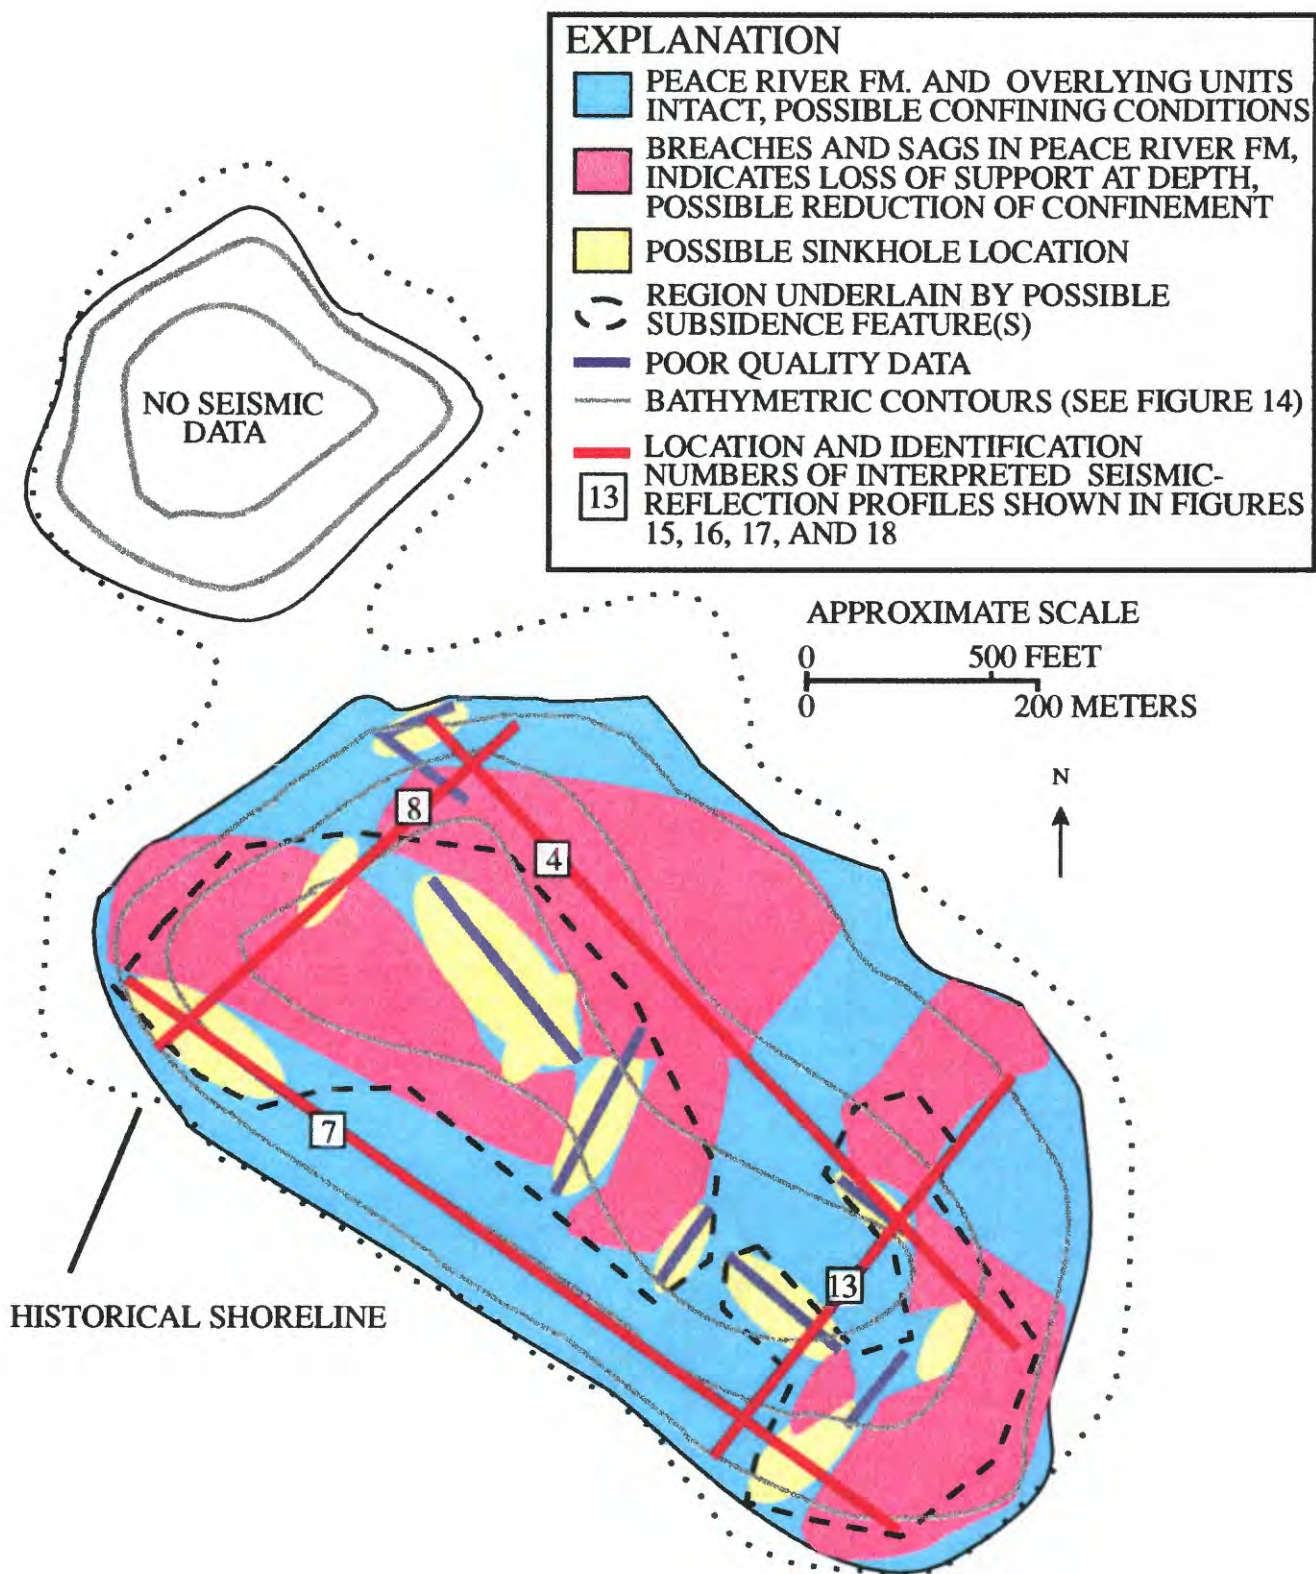 EXPLANATION
PEACE RIVER FM. AND OVERLYING UNITS
INTACT, POSSIBLE CONFINING CONDITIONS
BREACHES AND SAGS IN PEACE RIVER FM,
INDICATES LOSS OF SUPPORT AT DEPTH,
POSSIBLE REDUCTION OF CONFINEMENT
POSSIBLE SINKHOLE LOCATION
REGION UNDERLAIN BY POSSIBLE
SUBSIDENCE FEATURE(S)
POOR QUALITY DATA
BATHYMETRIC CONTOURS (SEE FIGURE 14)
LOCATION AND IDENTIFICATION
NUMBERS OF INTERPRETED SEISMIC-
13
REFLECTION PROFILES SHOWN IN FIGURES
15, 16, 17, AND 18
NO SEISMIC
DATA
APPROXIMATE SCALE
0 500 FEET
0 200 METERS
N
8
4
7
13
HISTORICAL SHORELINE